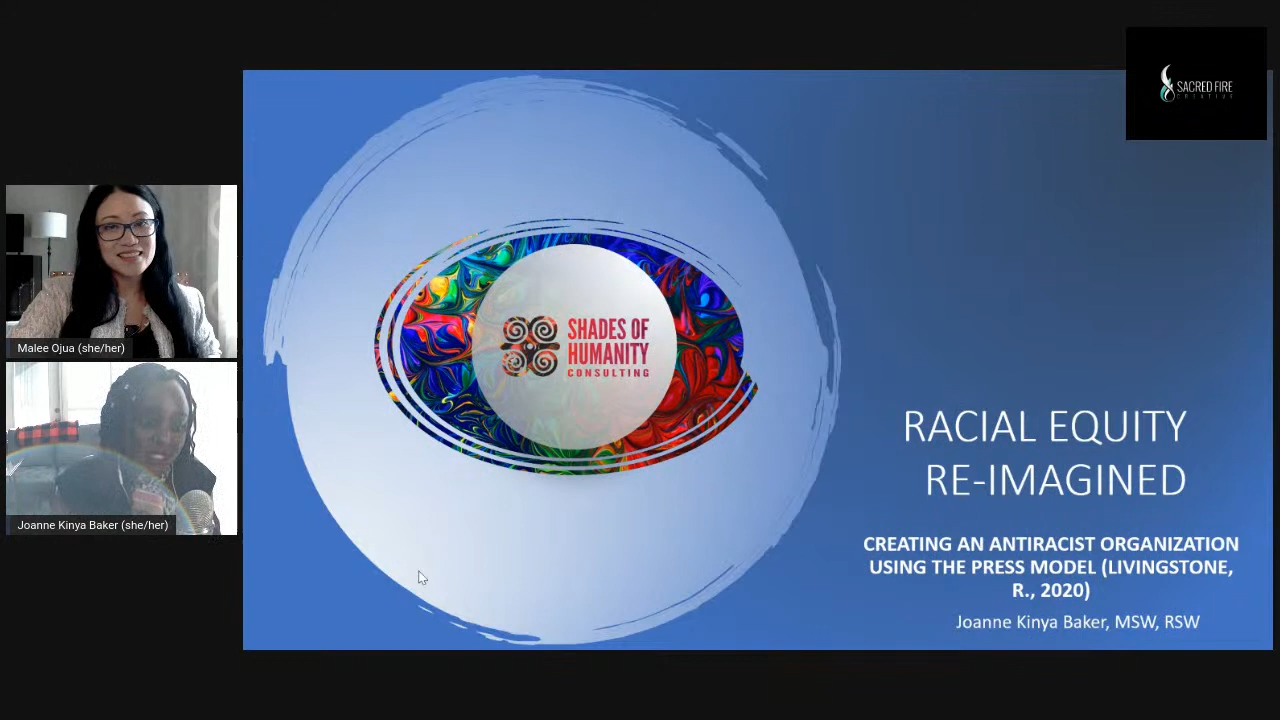 SACRED FIRE
CREATIVE
Malee Ojua (she/her)
Joanne Kinya Baker (she/her)
SHADES OF
HUMANITY
CONSULTING
RACIAL EQUITY
RE-IMAGINED
CREATING AN ANTIRACIST ORGANIZATION
USING THE PRESS MODEL (LIVINGSTONE,
R., 2020)
Joanne Kinya Baker, MSW, RSW